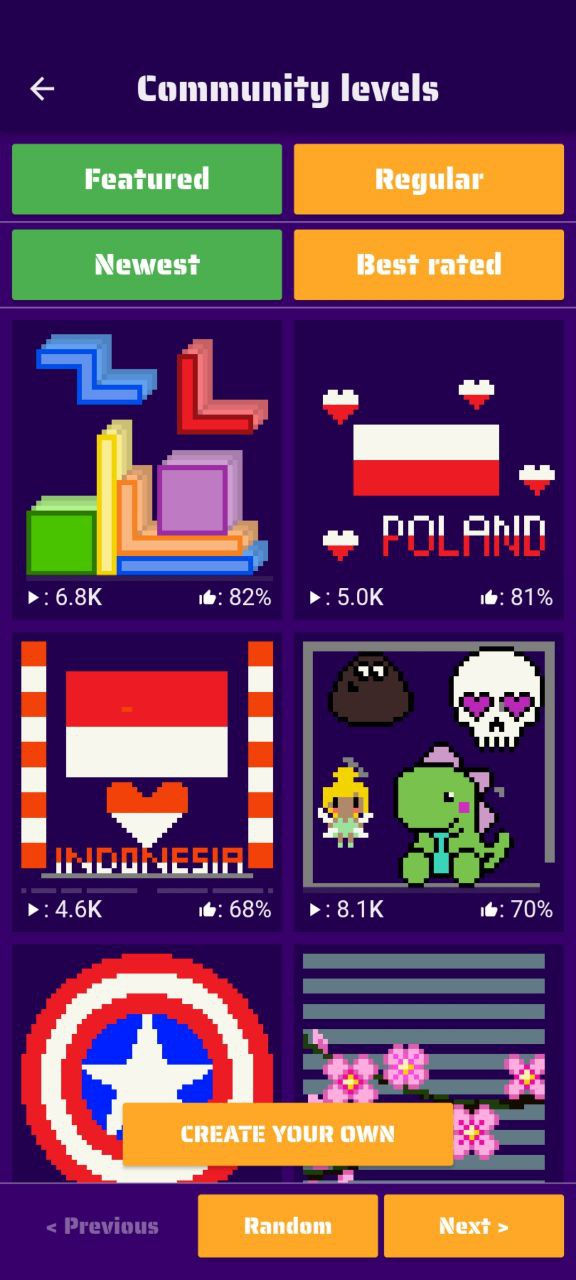 Community levels
Featured
Regular
Newest
Best rated
POLAND
: 6.8K
: 82%
: 5.0K
: 81%
INDONESIA
: 4.6K
: 68%
: 8.1K
: 70%
CREATE YOUR OWN
< Previous
Random
Next >